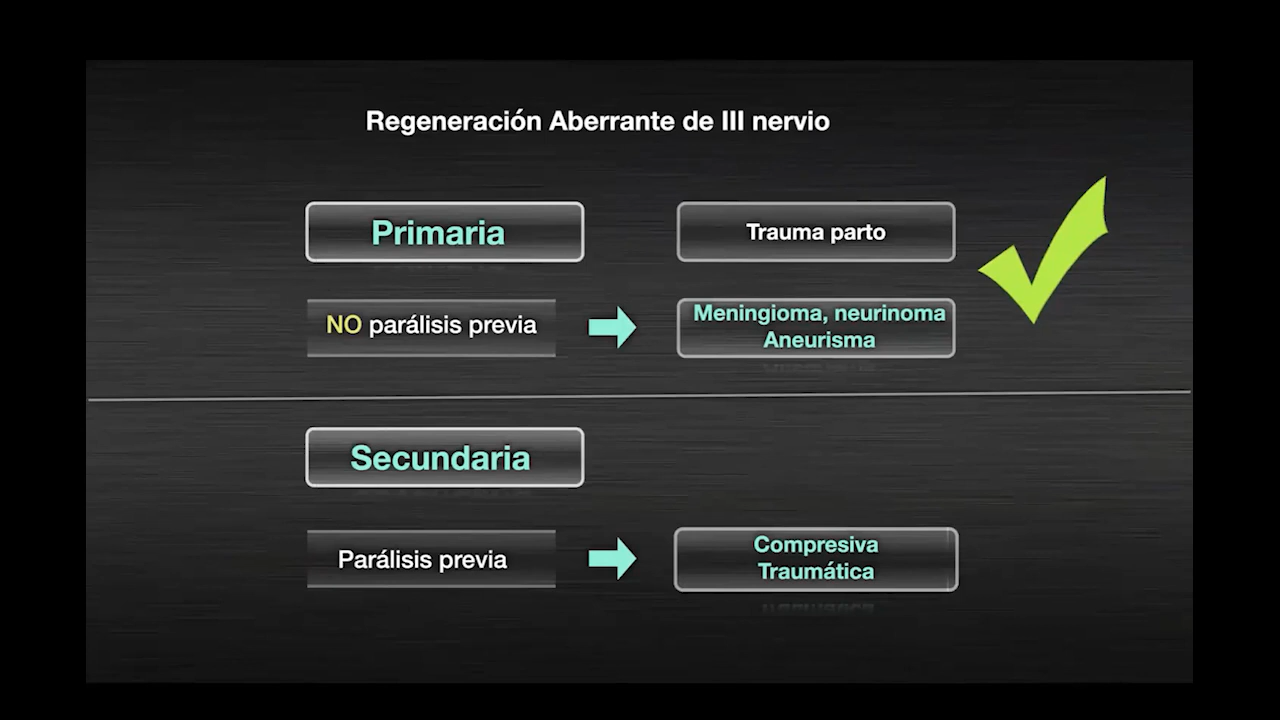 Regeneración Aberrante de III nervio
Primaria
Trauma parto
NO parálisis previa
Meningioma, neurinoma
Aneurisma
Secundaria
Parálisis previa
Compresiva
Traumática